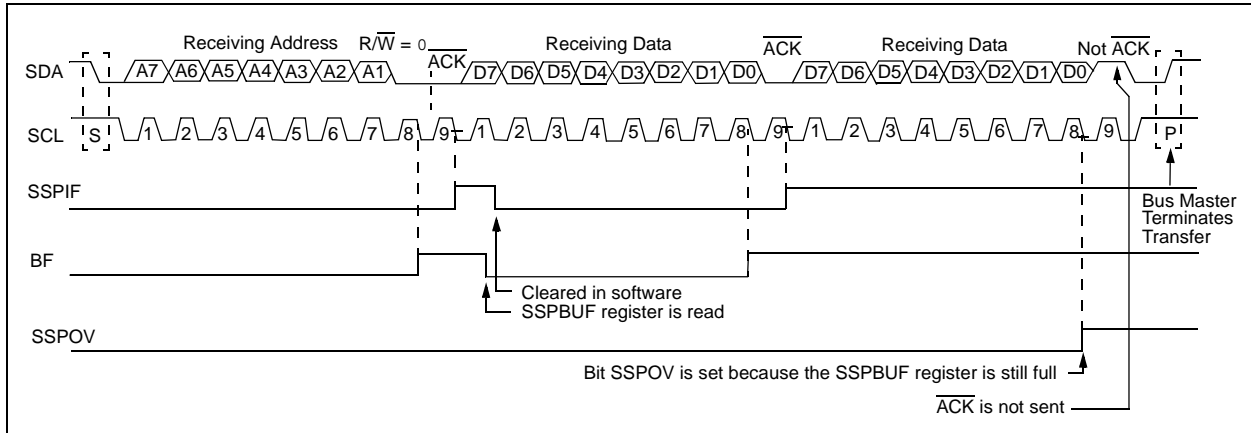 Receiving Address R/W̅ = 0 A̅C̅K̅ Receiving Data A̅C̅K̅ Receiving Data Not A̅C̅K̅
SDA A7 A6 A5 A4 A3 A2 A1 D7 D6 D5 D4 D3 D2 D1 D0 D7 D6 D5 D4 D3 D2 D1 D0
SCL S 1 2 3 4 5 6 7 8 9 1 2 3 4 5 6 7 8 9 1 2 3 4 5 6 7 8 9 P
SSPIF
Bus Master
Terminates
Transfer
BF
Cleared in software
SSPBUF register is read
SSPOV
Bit SSPOV is set because the SSPBUF register is still full
A̅C̅K̅ is not sent